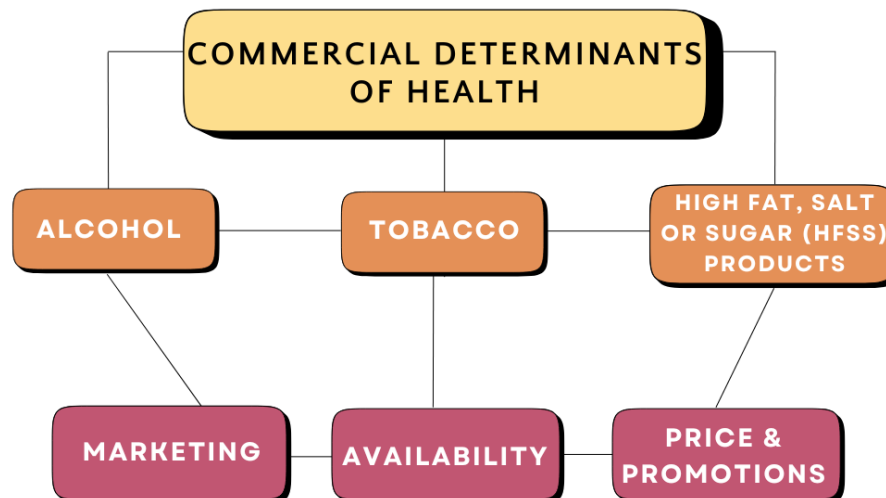 COMMERCIAL DETERMINANTS
OF HEALTH
ALCOHOL
TOBACCO
HIGH FAT, SALT
OR SUGAR (HFSS)
PRODUCTS
MARKETING
AVAILABILITY
PRICE &
PROMOTIONS